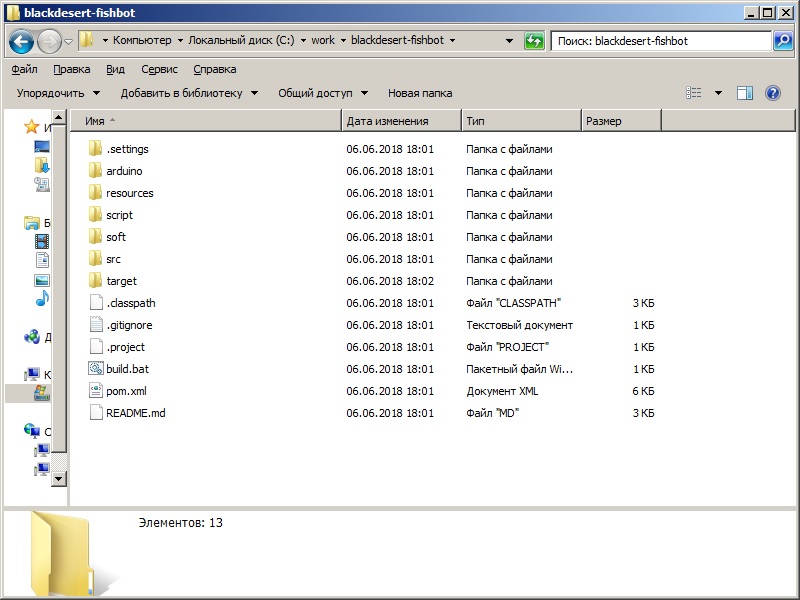 blackdesert-fishbot
Компьютер Локальный диск (C:) work blackdesert-fishbot Поиск: blackdesert-fishbot
Файл Правка Вид Сервис Справка
Упорядочить Добавить в библиотеку Общий доступ Новая папка
Имя Дата изменения Тип Размер
.settings 06.06.2018 18:01 Папка с файлами
arduino 06.06.2018 18:01 Папка с файлами
resources 06.06.2018 18:01 Папка с файлами
script 06.06.2018 18:01 Папка с файлами
soft 06.06.2018 18:01 Папка с файлами
src 06.06.2018 18:01 Папка с файлами
target 06.06.2018 18:02 Папка с файлами
.classpath 06.06.2018 18:01 Файл "CLASSPATH" 3 КБ
.gitignore 06.06.2018 18:01 Текстовый документ 1 КБ
.project 06.06.2018 18:01 Файл "PROJECT" 1 КБ
build.bat 06.06.2018 18:01 Пакетный файл Wi... 1 КБ
pom.xml 06.06.2018 18:01 Документ XML 6 КБ
README.md 06.06.2018 18:01 Файл "MD" 3 КБ
Элементов: 13